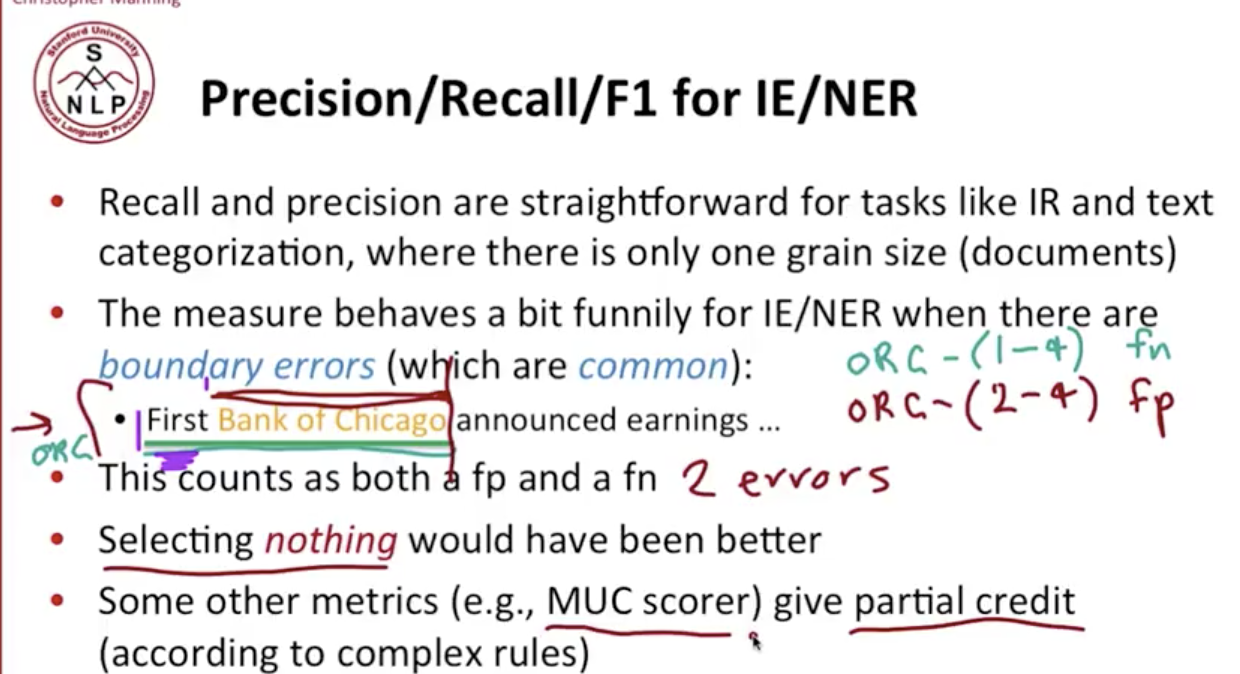 Christopher Manning
Stanford University
S
NLP
Natural Language Processing
Precision/Recall/F1 for IE/NER
• Recall and precision are straightforward for tasks like IR and text
categorization, where there is only one grain size (documents)
• The measure behaves a bit funnily for IE/NER when there are
boundary errors (which are common):
ORG - (1-4) fn
ORG - (2-4) fp
• First Bank of Chicago announced earnings …
ORG
• This counts as both a fp and a fn 2 errors
• Selecting nothing would have been better
• Some other metrics (e.g., MUC scorer) give partial credit
(according to complex rules)